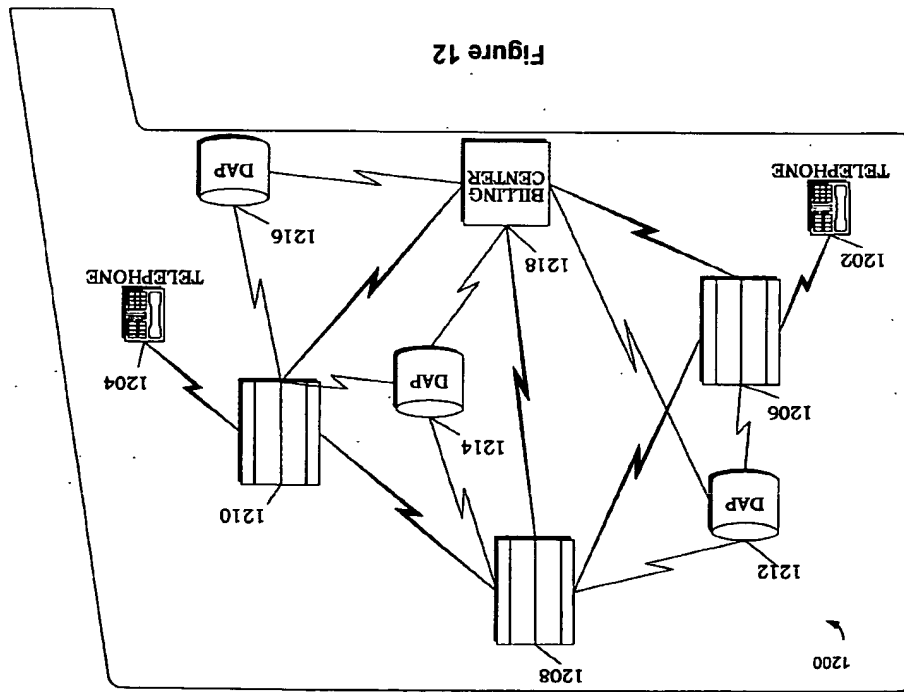 1208
1200
1212
1210
DAP
1214
1206
DAP
1204
TELEPHONE
1202
1218
1216
BILLING
CENTER
TELEPHONE
DAP
Figure 12